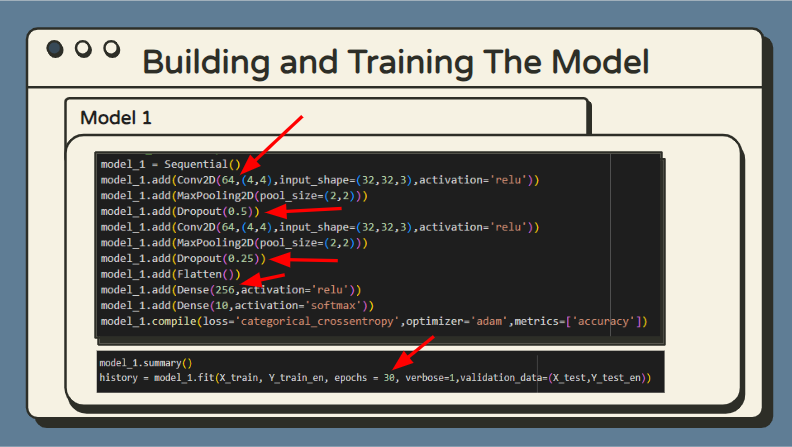 Building and Training The Model
Model 1
model_1 = Sequential()
model_1.add(Conv2D(64,(4,4),input_shape=(32,32,3),activation='relu'))
model_1.add(MaxPooling2D(pool_size=(2,2)))
model_1.add(Dropout(0.5))
model_1.add(Conv2D(64,(4,4),input_shape=(32,32,3),activation='relu'))
model_1.add(MaxPooling2D(pool_size=(2,2)))
model_1.add(Dropout(0.25))
model_1.add(Flatten())
model_1.add(Dense(256,activation='relu'))
model_1.add(Dense(10,activation='softmax'))
model_1.compile(loss='categorical_crossentropy',optimizer='adam',metrics=['accuracy'])
model_1.summary()
history = model_1.fit(X_train, Y_train_en, epochs = 30, verbose=1,validation_data=(X_test,Y_test_en))